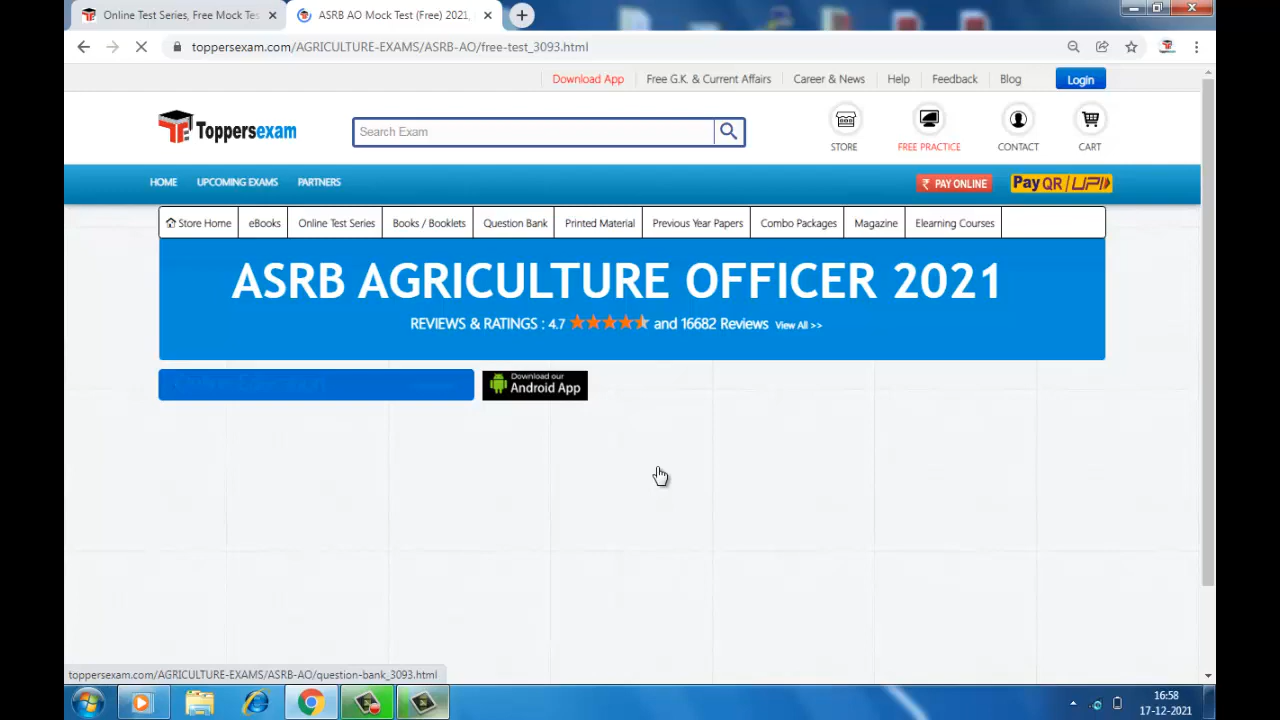 Online Test Series, Free Mock Tes
ASRB AO Mock Test (Free) 2021,
toppersexam.com/AGRICULTURE-EXAMS/ASRB-AO/free-test_3093.html
Download App
Free G.K. & Current Affairs
Career & News
Help
Feedback
Blog
Login
Toppersexam
Search Exam
STORE
FREE PRACTICE
CONTACT
CART
HOME
UPCOMING EXAMS
PARTNERS
₹ PAY ONLINE
Pay QR / UPI
Store Home
eBooks
Online Test Series
Books / Booklets
Question Bank
Printed Material
Previous Year Papers
Combo Packages
Magazine
Elearning Courses
ASRB AGRICULTURE OFFICER 2021
REVIEWS & RATINGS : 4.7 and 16682 Reviews View All >>
Download our
Android App
toppersexam.com/AGRICULTURE-EXAMS/ASRB-AO/question-bank_3093.html
16:58
17-12-2021